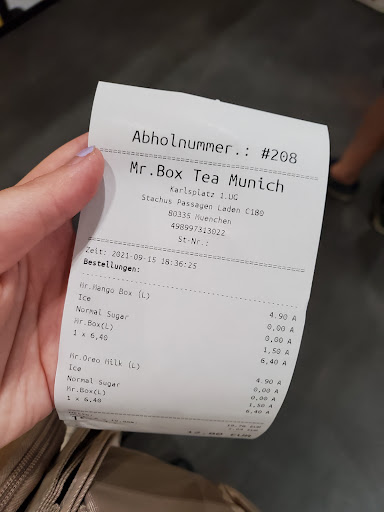 Abholnummer.: #208
Mr.Box Tea Munich
Karlsplatz 1.UG
Stachus Passagen Laden C1B0
80335 Muenchen
498997313022
St-Nr.:
Zeit: 2021-09-15 18:36:25
Bestellungen:
Mr.Mango Box (L) 4.90 A
Ice 0,00 A
Normal Sugar 0,00 A
Mr.Box(L) 1,50 A
1 x 6,40 6,40 A
Mr.Oreo Milk (L) 4.90 A
Ice 0,00 A
Normal Sugar 0,00 A
Mr.Box(L) 1,50 A
1 x 6,40 6,40 A